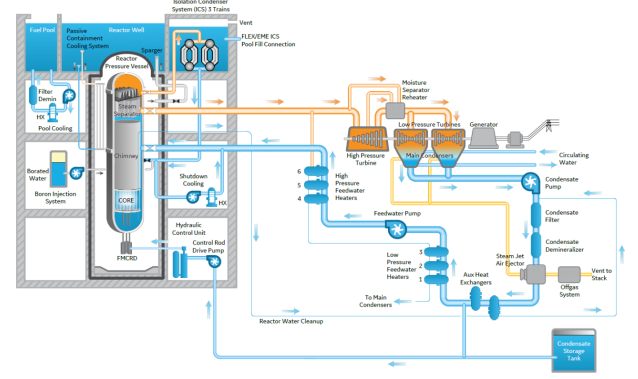 Isolation Condenser
System (ICS) 3 Trains
Fuel Pool
Passive
Containment
Cooling System
Reactor Well
Vent
FLEX/EME ICS
Pool Fill Connection
Sparger
Reactor
Pressure Vessel
Filter
Demin
HX
Pool Cooling
Steam
Separator
Moisture
Separator
Reheater
Low Pressure Turbines
Generator
High Pressure
Turbine
Main Condensers
Circulating
Water
Chimney
Borated
Water
Boron Injection
System
Shutdown
Cooling
HX
CORE
6
5
4
High
Pressure
Feedwater
Heaters
Condensate
Pump
Condensate
Filter
Condensate
Demineralizer
Feedwater Pump
Hydraulic
Control Unit
Control Rod
Drive Pump
FMCRD
Low
Pressure
Feedwater
Heaters
3
2
1
Steam Jet
Air Ejector
Aux Heat
Exchangers
Offgas
System
Vent to
Stack
To Main
Condensers
Reactor Water Cleanup
Condensate
Storage
Tank